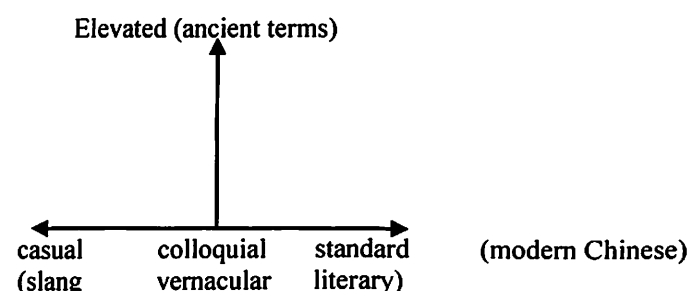 Elevated (ancient terms)
casual colloquial standard (modern Chinese)
(slang vernacular literary)